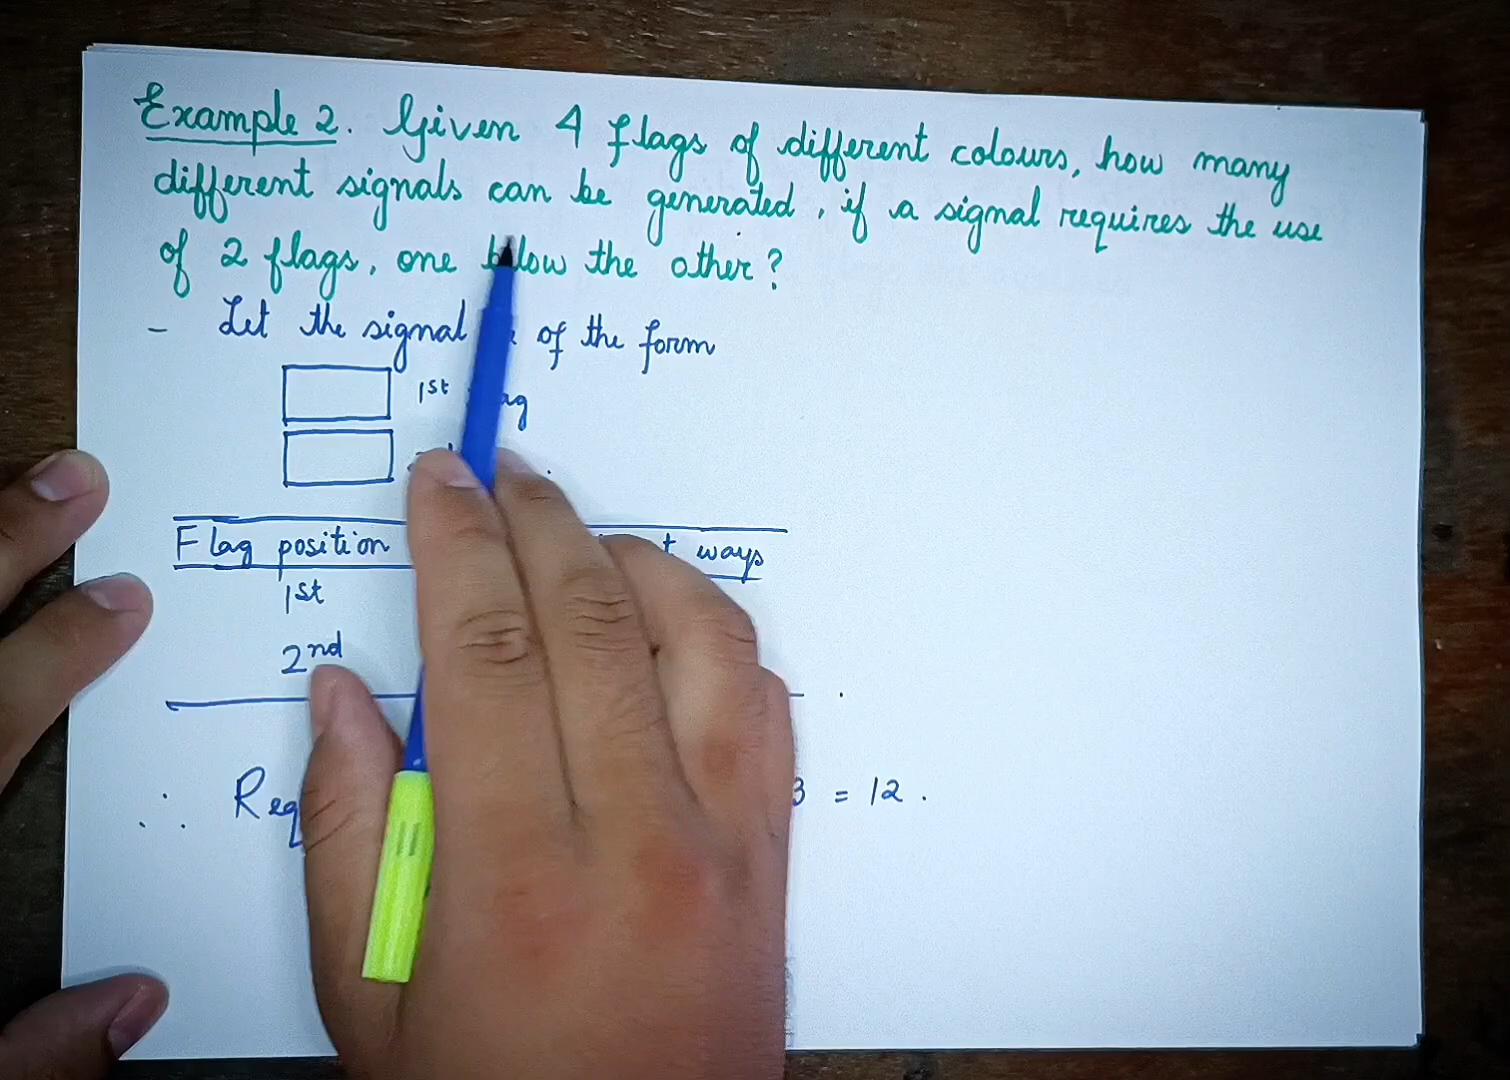 Example 2. Given 4 flags of different colours, how many
different signals can be generated, if a signal requires the use
of 2 flags, one below the other?
- Let the signal of the form
1st
Flag position ways
1st
2nd
∴ 3 = 12.